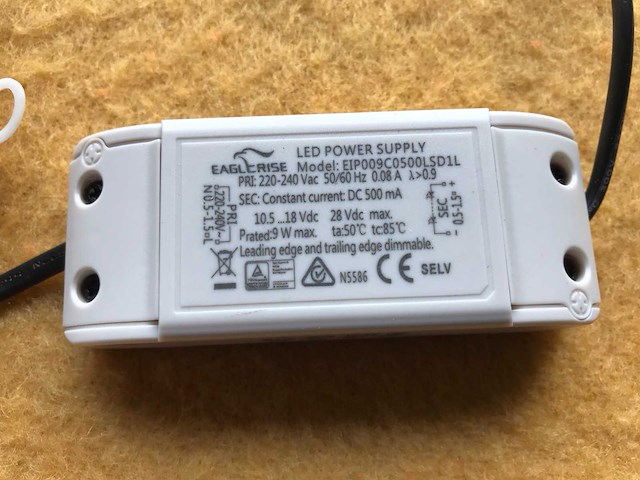 EAGLERISE
LED POWER SUPPLY
Model: EIP009C0500LSD1L
PRI: 220-240 Vac 50/60 Hz 0.08 A λ>0.9
SEC: Constant current: DC 500 mA
10.5 ...18 Vdc 28 Vdc max.
Prated:9 W max. ta:50℃ tc:85℃
Leading edge and trailing edge dimmable.
N5586 CE SELV
PRI
220-240V~
N 0.5-1.5□ L
SEC
- 0.5-1.5□ +